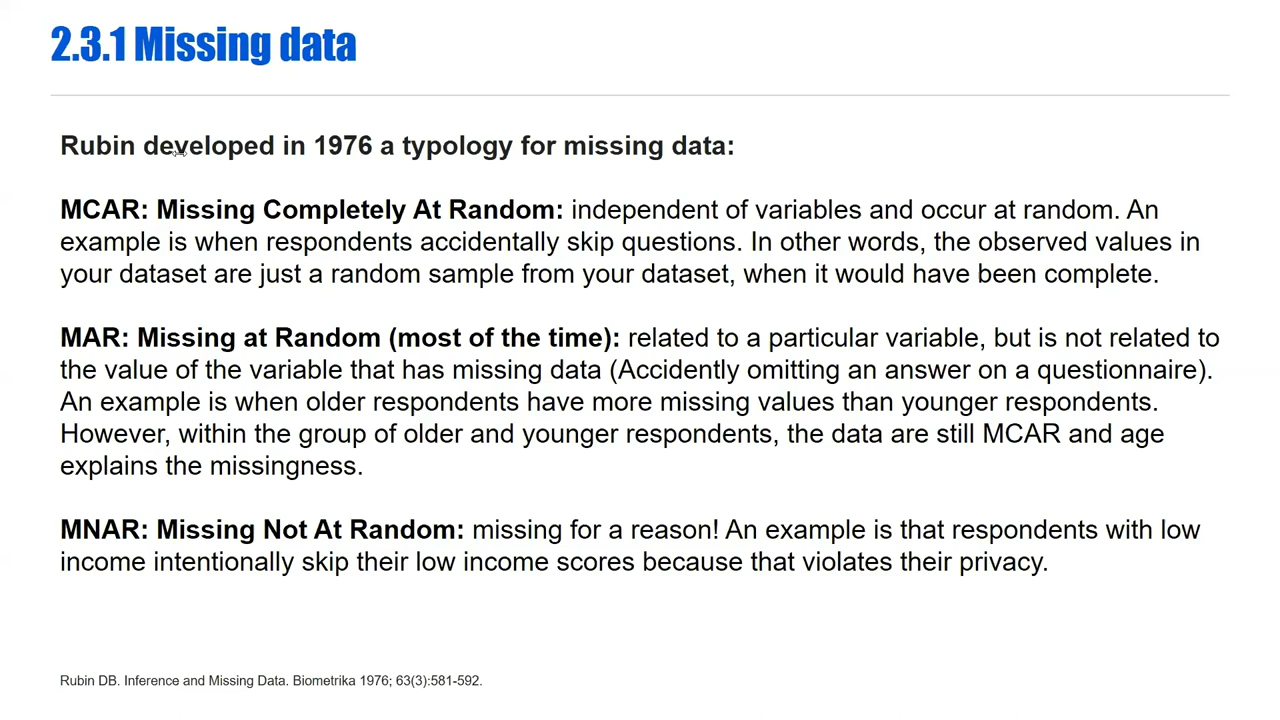 2.3.1 Missing data
Rubin developed in 1976 a typology for missing data:
MCAR: Missing Completely At Random: independent of variables and occur at random. An
example is when respondents accidentally skip questions. In other words, the observed values in
your dataset are just a random sample from your dataset, when it would have been complete.
MAR: Missing at Random (most of the time): related to a particular variable, but is not related to
the value of the variable that has missing data (Accidently omitting an answer on a questionnaire).
An example is when older respondents have more missing values than younger respondents.
However, within the group of older and younger respondents, the data are still MCAR and age
explains the missingness.
MNAR: Missing Not At Random: missing for a reason! An example is that respondents with low
income intentionally skip their low income scores because that violates their privacy.
Rubin DB. Inference and Missing Data. Biometrika 1976; 63(3):581-592.